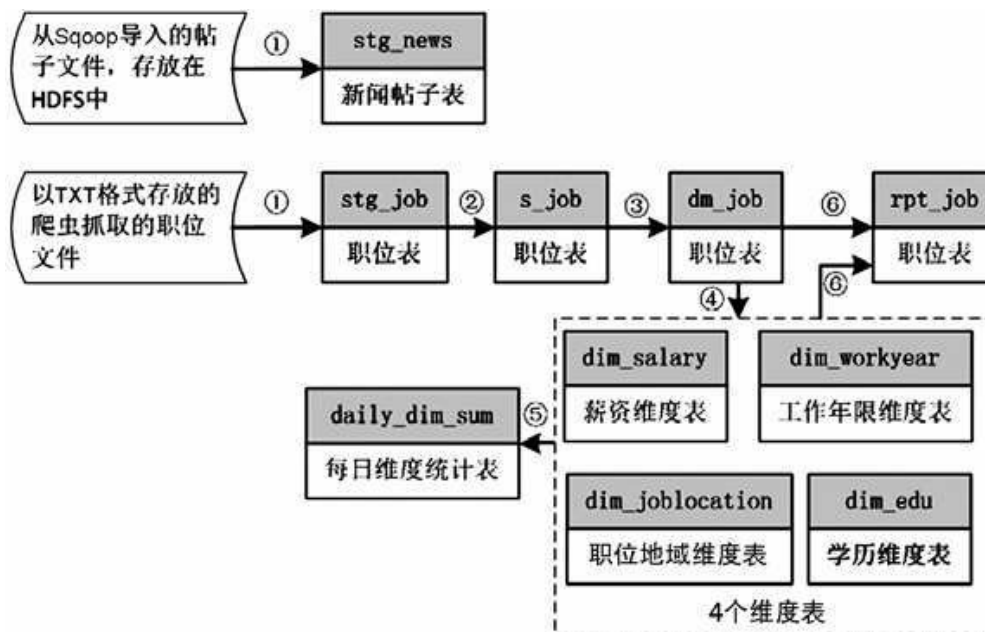 从Sqoop导入的帖
子文件，存放在
HDFS中
①
stg_news
新闻帖子表
以TXT格式存放的
爬虫抓取的职位
文件
①
stg_job
职位表
②
s_job
职位表
③
dm_job
职位表
⑥
rpt_job
职位表
④
⑥
dim_salary
薪资维度表
dim_workyear
工作年限维度表
daily_dim_sum
每日维度统计表
⑤
dim_joblocation
职位地域维度表
dim_edu
学历维度表
4个维度表